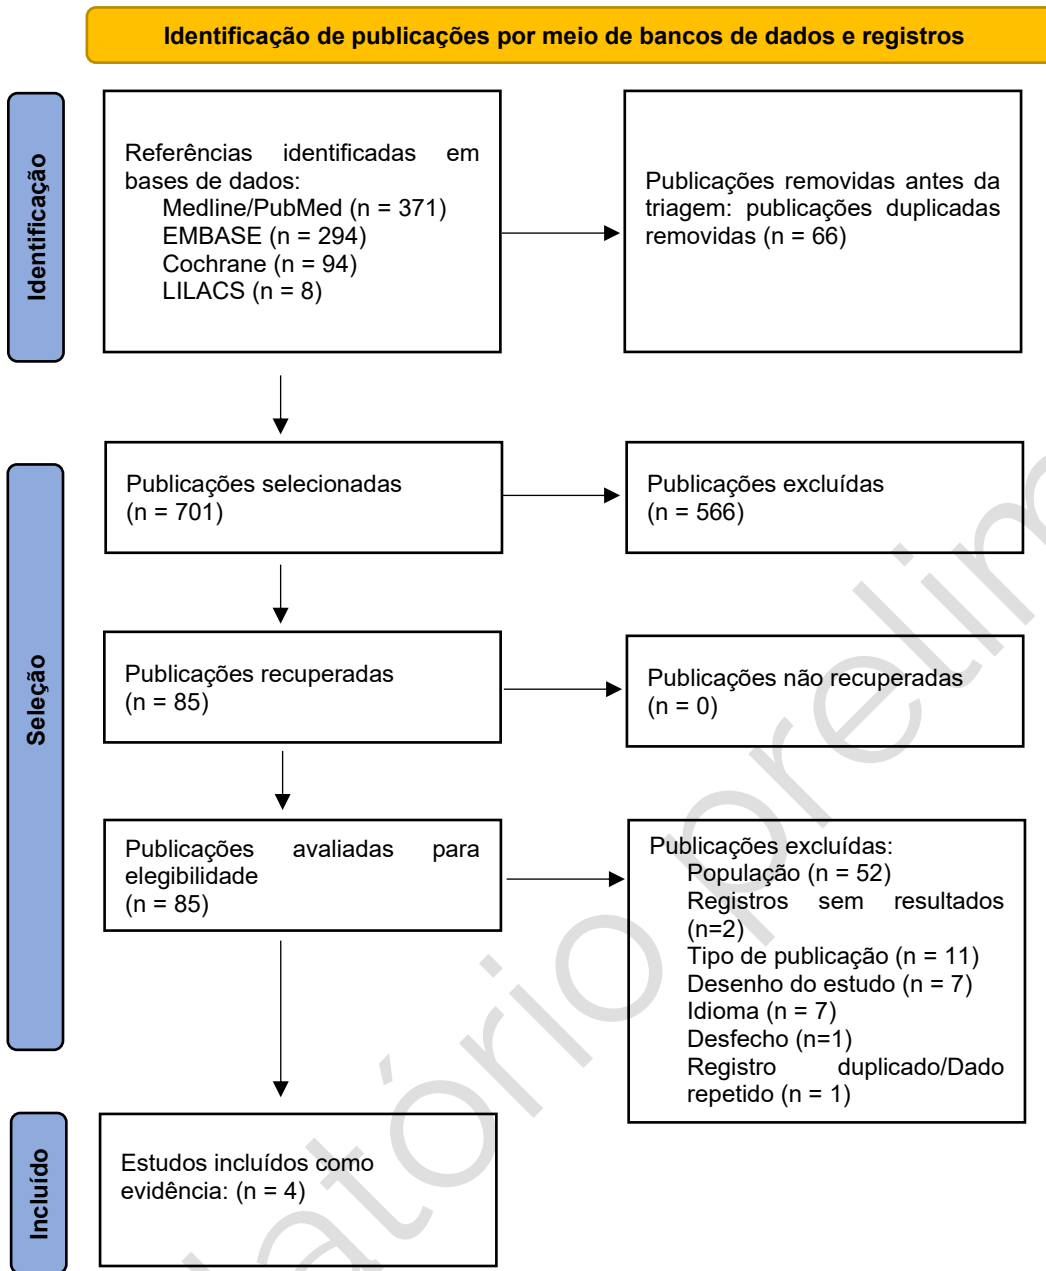 Identificação de publicações por meio de bancos de dados e registros
Identificação
Referências identificadas em
bases de dados:
Medline/PubMed (n = 371)
EMBASE (n = 294)
Cochrane (n = 94)
LILACS (n = 8)
Publicações removidas antes da
triagem: publicações duplicadas
removidas (n = 66)
Seleção
Publicações selecionadas
(n = 701)
Publicações excluídas
(n = 566)
Publicações recuperadas
(n = 85)
Publicações não recuperadas
(n = 0)
Publicações avaliadas para
elegibilidade
(n = 85)
Publicações excluídas:
População (n = 52)
Registros sem resultados
(n=2)
Tipo de publicação (n = 11)
Desenho do estudo (n = 7)
Idioma (n = 7)
Desfecho (n=1)
Registro duplicado/Dado
repetido (n = 1)
Incluído
Estudos incluídos como
evidência: (n = 4)
atório prelim